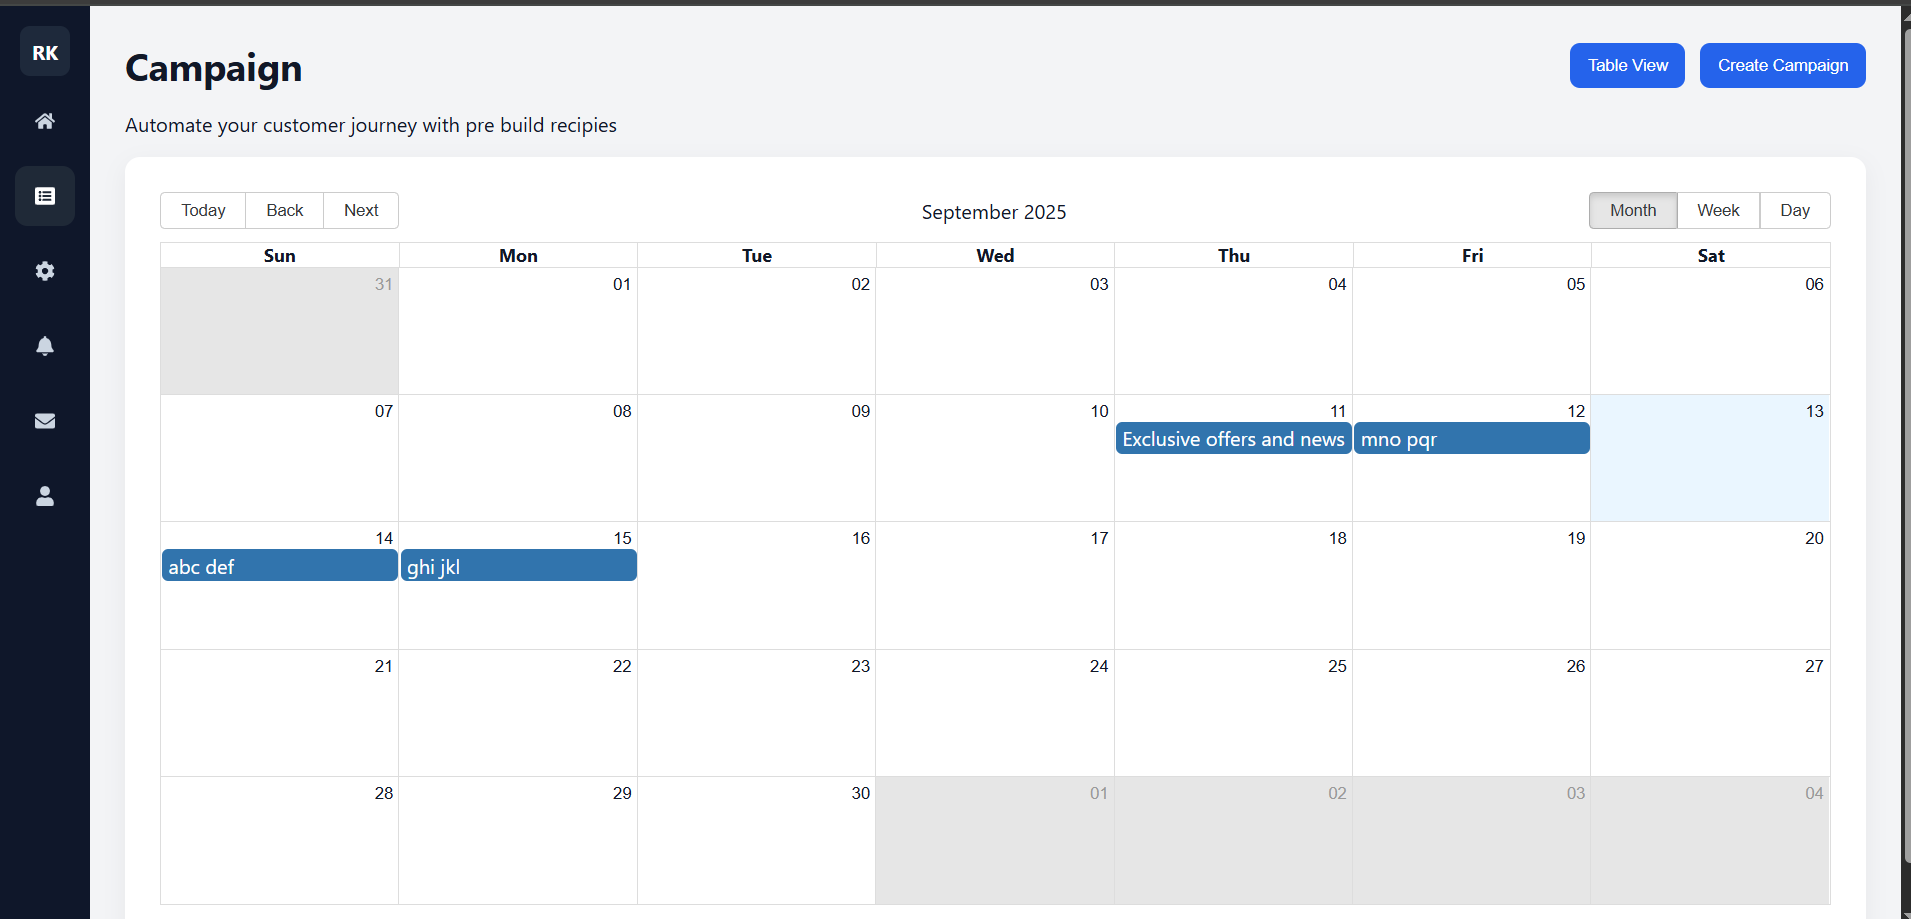 RK
Campaign
Table View
Create Campaign
Automate your customer journey with pre build recipies
Today Back Next
September 2025
Month Week Day
Sun Mon Tue Wed Thu Fri Sat
31 01 02 03 04 05 06
07 08 09 10 11 12 13
Exclusive offers and news mno pqr
14 15 16 17 18 19 20
abc def ghi jkl
21 22 23 24 25 26 27
28 29 30 01 02 03 04